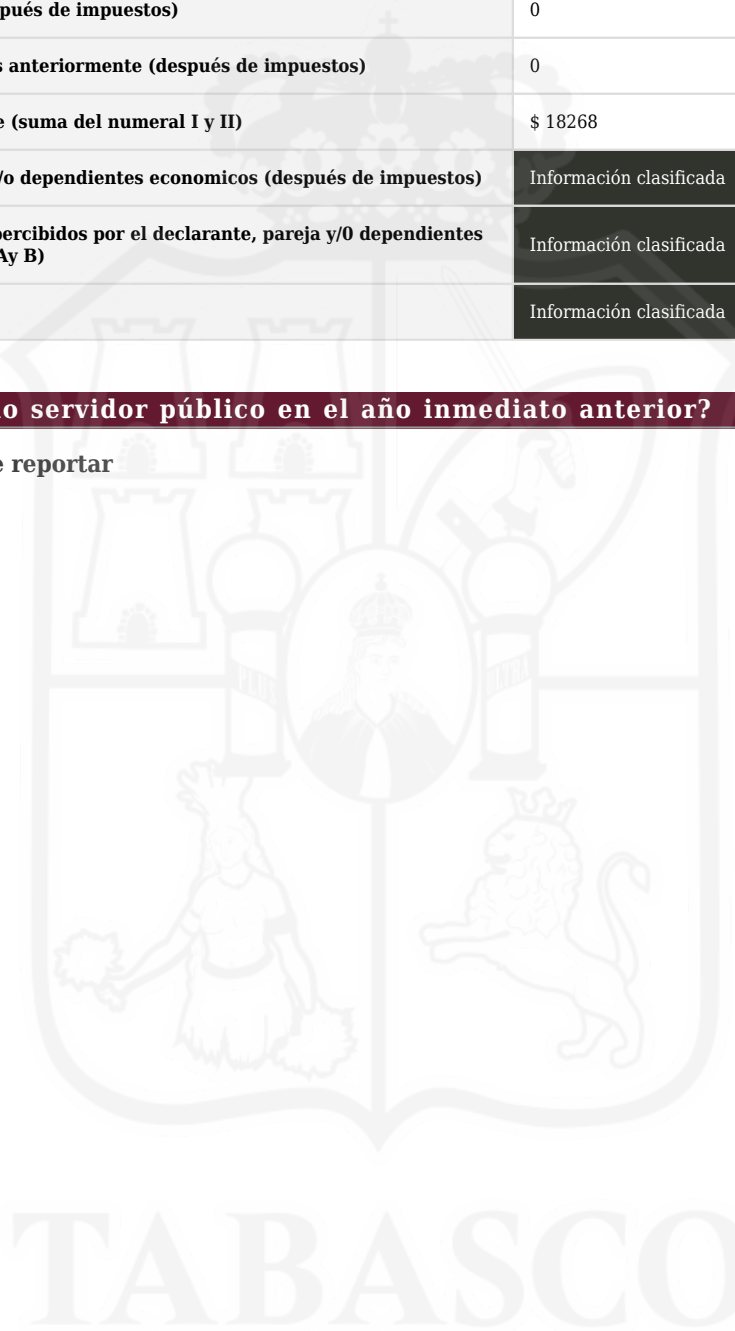 pués de impuestos) 0
s anteriormente (después de impuestos) 0
e (suma del numeral I y II) $ 18268
/o dependientes economicos (después de impuestos) Información clasificada
percibidos por el declarante, pareja y/0 dependientes
Ay B) Información clasificada
Información clasificada
o servidor público en el año inmediato anterior?
e reportar
PLUS ULTRA
TABASCO